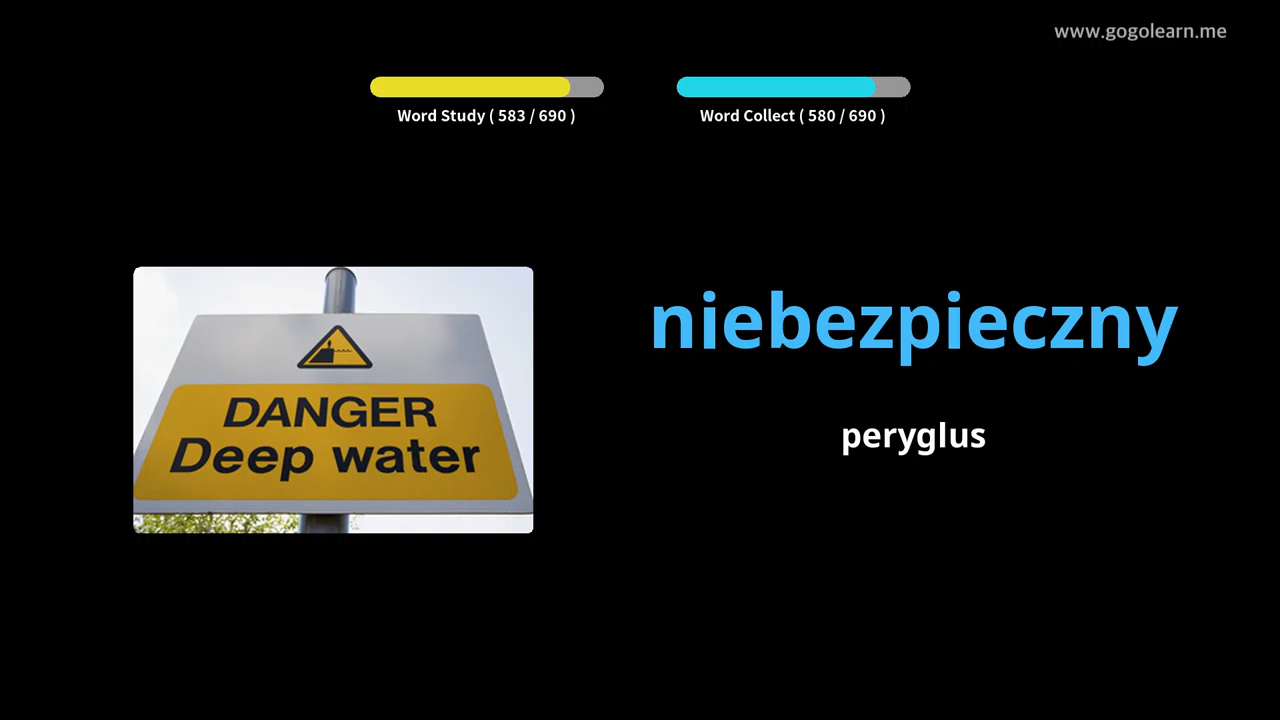 www.gogolearn.me
Word Study ( 583 / 690 )
Word Collect ( 580 / 690 )
DANGER
Deep water
niebezpieczny
peryglus